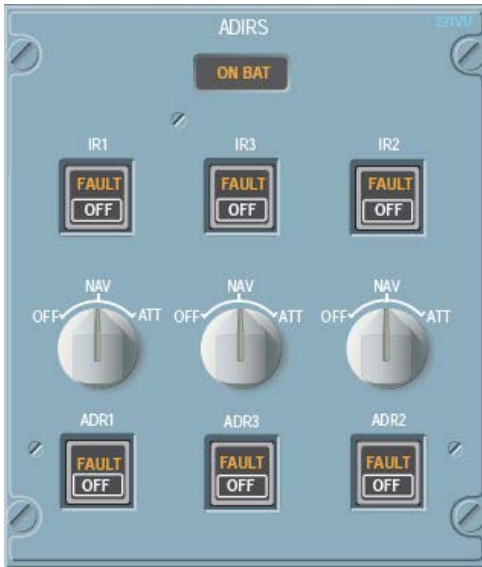 ADIRS
221VU
ON BAT
IR1 IR3 IR2
FAULT FAULT FAULT
OFF OFF OFF
NAV NAV NAV
OFF ATT OFF ATT OFF ATT
ADR1 ADR3 ADR2
FAULT FAULT FAULT
OFF OFF OFF